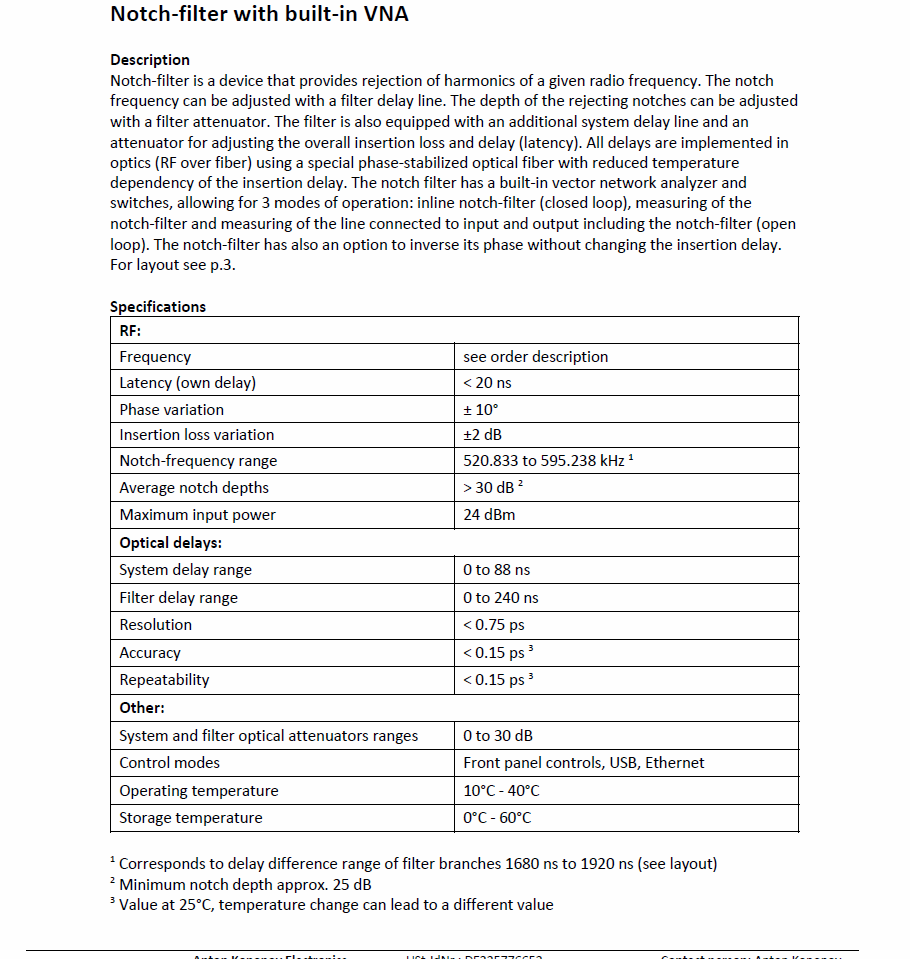 Notch-filter with built-in VNA
Description
Notch-filter is a device that provides rejection of harmonics of a given radio frequency. The notch
frequency can be adjusted with a filter delay line. The depth of the rejecting notches can be adjusted
with a filter attenuator. The filter is also equipped with an additional system delay line and an
attenuator for adjusting the overall insertion loss and delay (latency). All delays are implemented in
optics (RF over fiber) using a special phase-stabilized optical fiber with reduced temperature
dependency of the insertion delay. The notch filter has a built-in vector network analyzer and
switches, allowing for 3 modes of operation: inline notch-filter (closed loop), measuring of the
notch-filter and measuring of the line connected to input and output including the notch-filter (open
loop). The notch-filter has also an option to inverse its phase without changing the insertion delay.
For layout see p.3.
Specifications
RF:
Frequency see order description
Latency (own delay) < 20 ns
Phase variation ± 10°
Insertion loss variation ±2 dB
Notch-frequency range 520.833 to 595.238 kHz ¹
Average notch depths > 30 dB ²
Maximum input power 24 dBm
Optical delays:
System delay range 0 to 88 ns
Filter delay range 0 to 240 ns
Resolution < 0.75 ps
Accuracy < 0.15 ps ³
Repeatability < 0.15 ps ³
Other:
System and filter optical attenuators ranges 0 to 30 dB
Control modes Front panel controls, USB, Ethernet
Operating temperature 10°C - 40°C
Storage temperature 0°C - 60°C
¹ Corresponds to delay difference range of filter branches 1680 ns to 1920 ns (see layout)
² Minimum notch depth approx. 25 dB
³ Value at 25°C, temperature change can lead to a different value